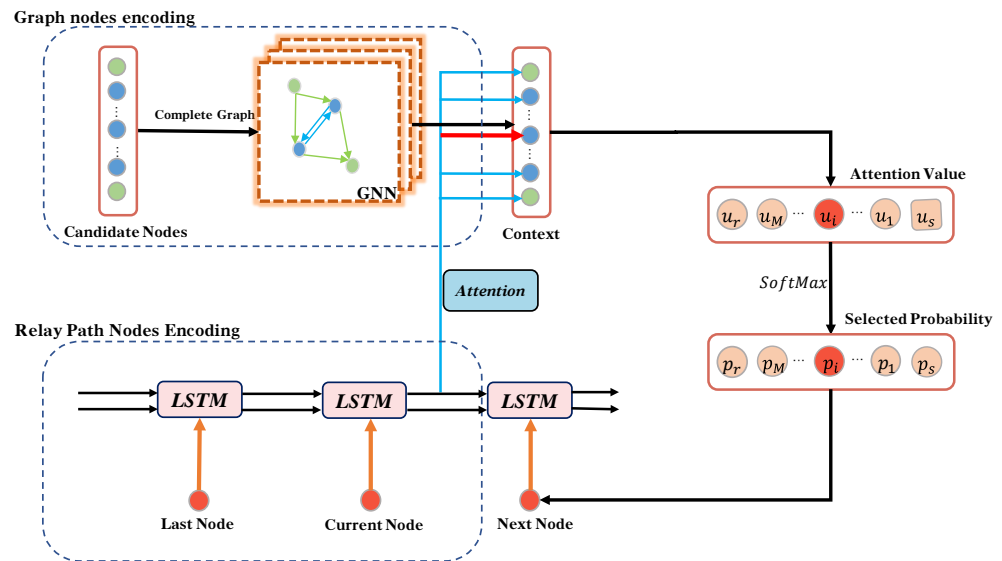 Graph nodes encoding
Complete Graph
GNN
Candidate Nodes
Context
Attention Value
u_r u_M ... u_i ... u_1 u_s
Attention
SoftMax
Relay Path Nodes Encoding
Selected Probability
p_r p_M ... p_i ... p_1 p_s
LSTM LSTM LSTM
Last Node Current Node Next Node